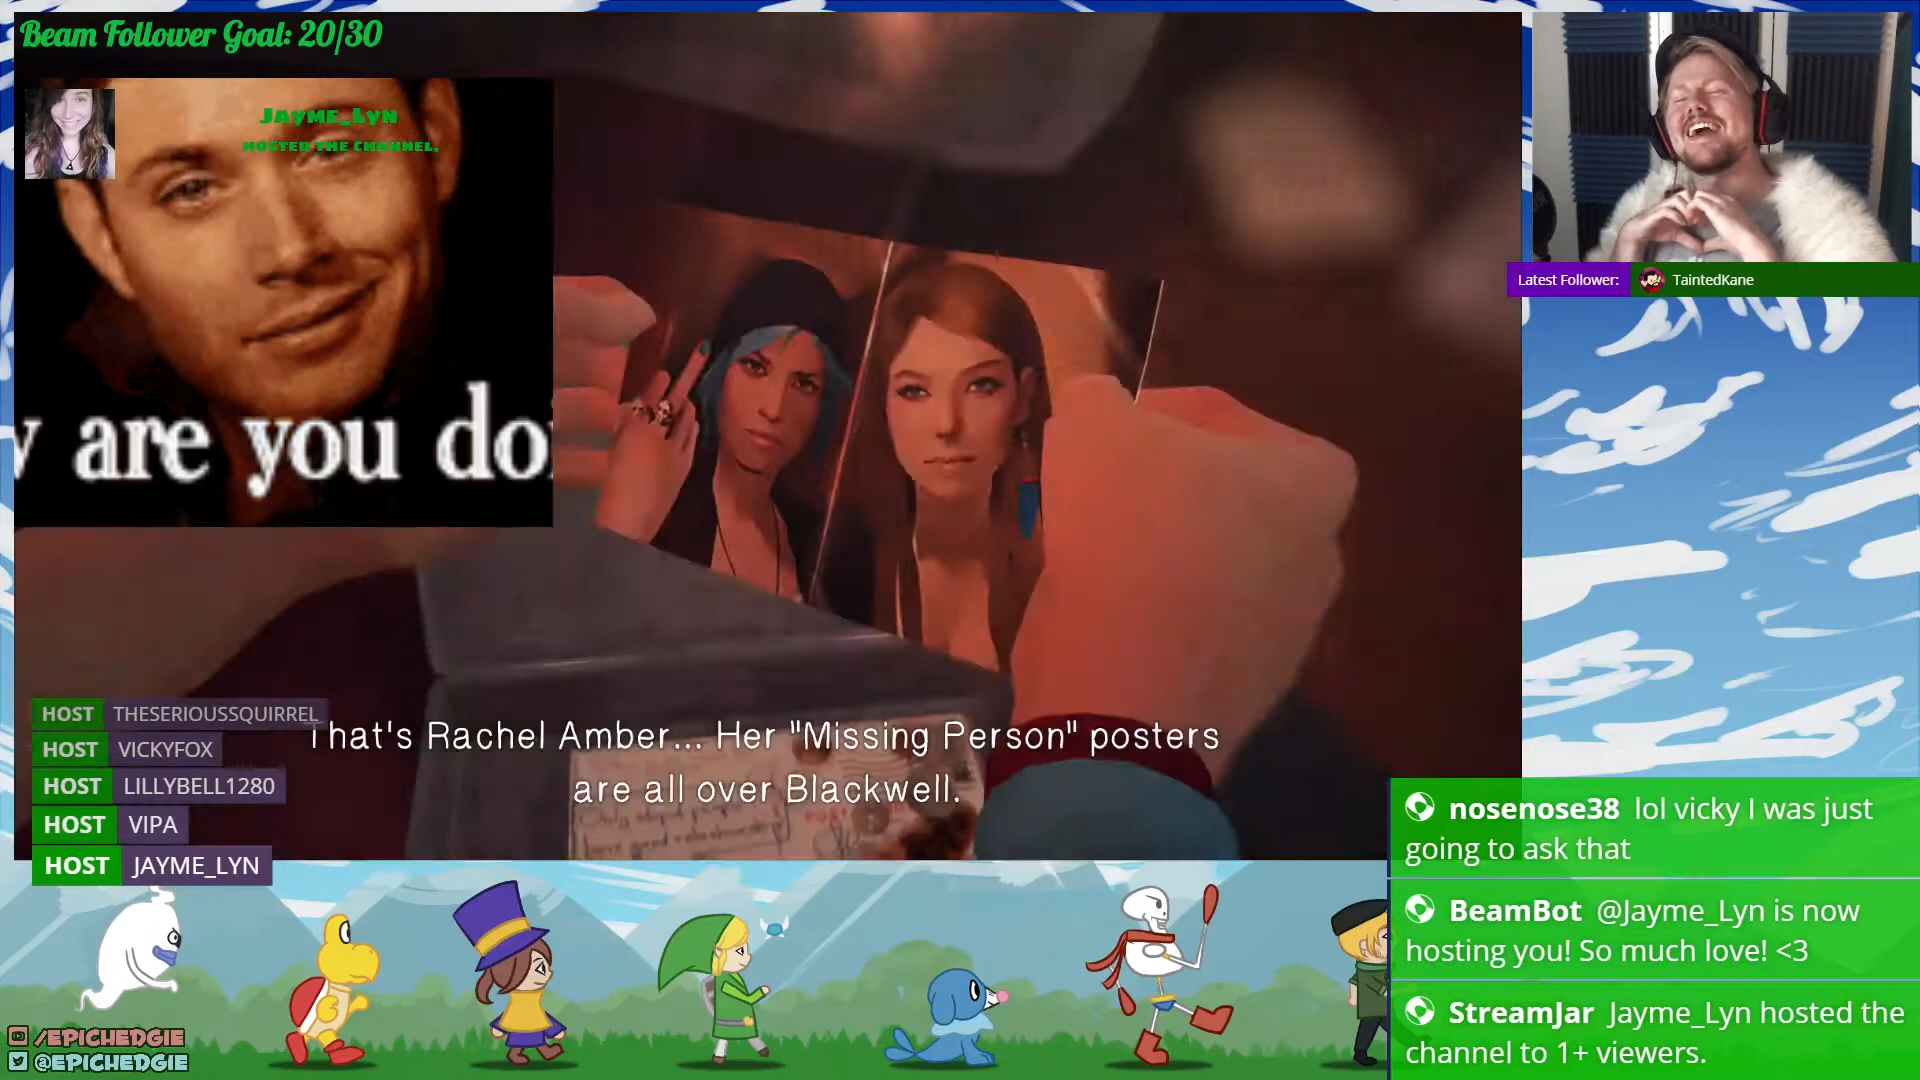 Beam Follower Goal: 20/30
Jayme_Lyn
HOSTED THE CHANNEL.
are you do
Latest Follower: TaintedKane
HOST THESERIOUSSQUIRREL
HOST VICKYFOX
HOST LILLYBELL1280
HOST VIPA
HOST JAYME_LYN
That's Rachel Amber... Her "Missing Person" posters
are all over Blackwell.
nosenose38 lol vicky I was just
going to ask that
BeamBot @Jayme_Lyn is now
hosting you! So much love! <3
StreamJar Jayme_Lyn hosted the
channel to 1+ viewers.
/EPICHEDGIE
@EPICHEDGIE